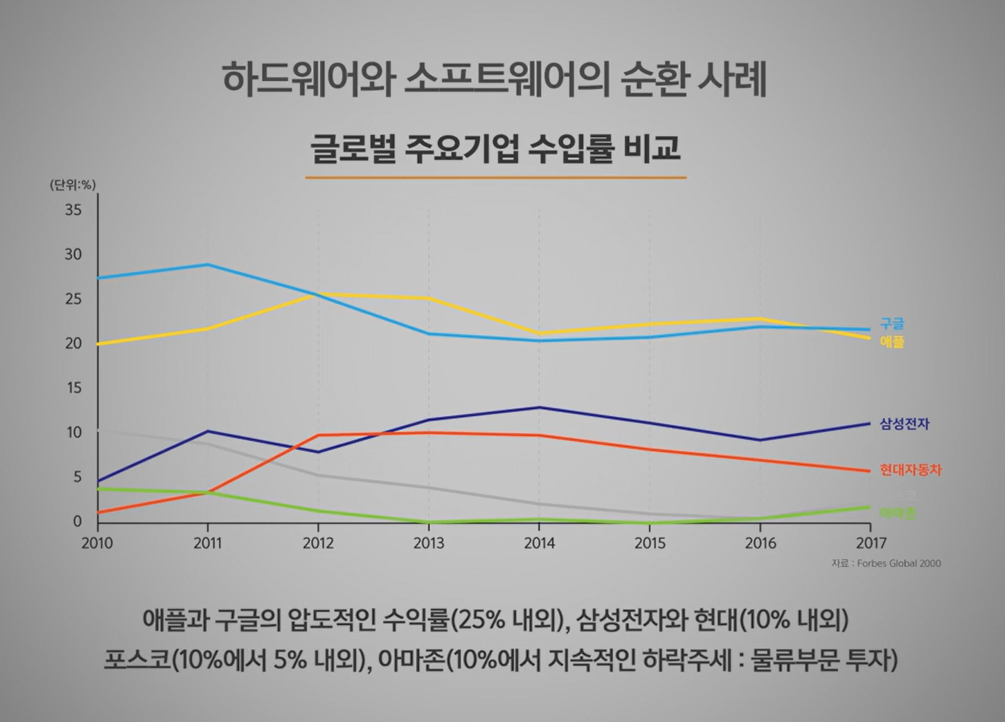 하드웨어와 소프트웨어의 순환 사례
글로벌 주요기업 수입률 비교
(단위:%)
35
30
25
20
15
10
5
0
구글
애플
삼성전자
현대자동차
아마존
2010 2011 2012 2013 2014 2015 2016 2017
자료 : Forbes Global 2000
애플과 구글의 압도적인 수익률(25% 내외), 삼성전자와 현대(10% 내외)
포스코(10%에서 5% 내외), 아마존(10%에서 지속적인 하락주세 : 물류부문 투자)